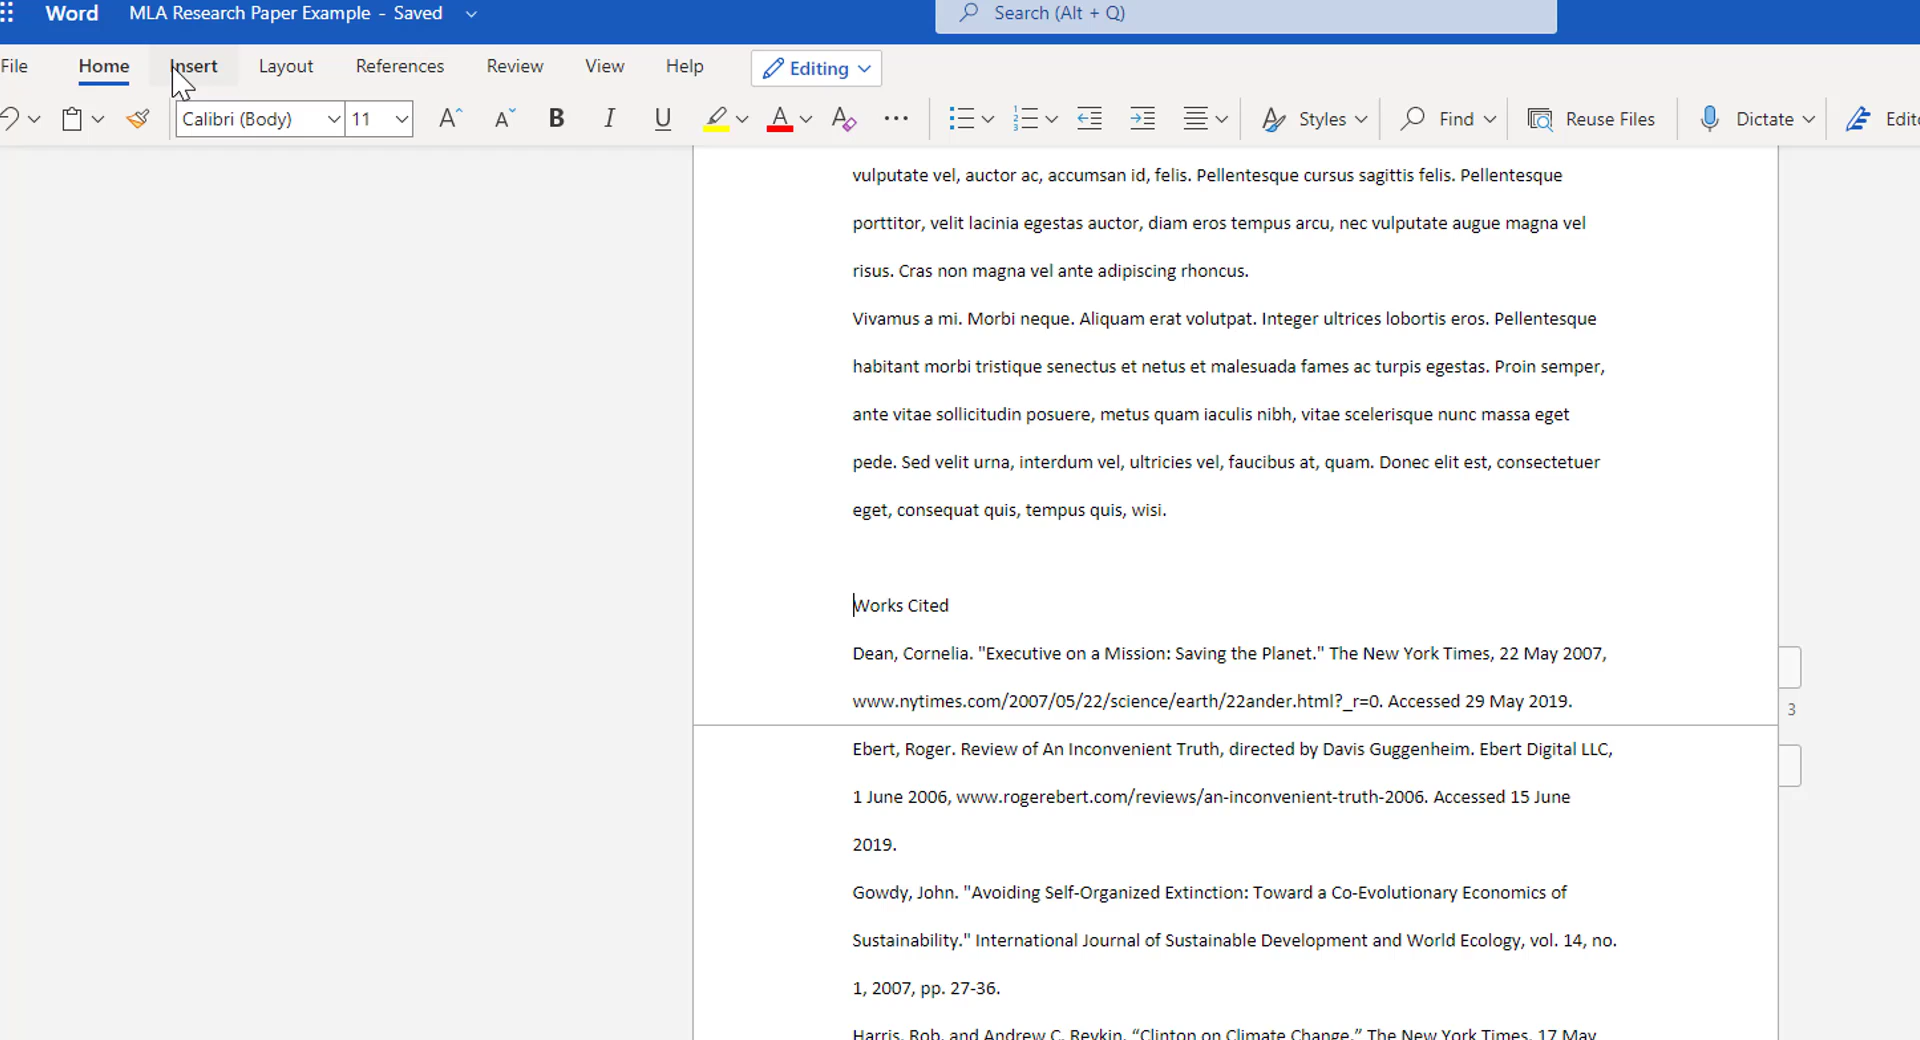 Word MLA Research Paper Example - Saved Search (Alt + Q)
File Home Insert Layout References Review View Help Editing
Calibri (Body) 11 B I U Styles Find Reuse Files Dictate
vulputate vel, auctor ac, accumsan id, felis. Pellentesque cursus sagittis felis. Pellentesque
porttitor, velit lacinia egestas auctor, diam eros tempus arcu, nec vulputate augue magna vel
risus. Cras non magna vel ante adipiscing rhoncus.
Vivamus a mi. Morbi neque. Aliquam erat volutpat. Integer ultrices lobortis eros. Pellentesque
habitant morbi tristique senectus et netus et malesuada fames ac turpis egestas. Proin semper,
ante vitae sollicitudin posuere, metus quam iaculis nibh, vitae scelerisque nunc massa eget
pede. Sed velit urna, interdum vel, ultricies vel, faucibus at, quam. Donec elit est, consectetuer
eget, consequat quis, tempus quis, wisi.
Works Cited
Dean, Cornelia. "Executive on a Mission: Saving the Planet." The New York Times, 22 May 2007,
www.nytimes.com/2007/05/22/science/earth/22ander.html?_r=0. Accessed 29 May 2019.
3
Ebert, Roger. Review of An Inconvenient Truth, directed by Davis Guggenheim. Ebert Digital LLC,
1 June 2006, www.rogerebert.com/reviews/an-inconvenient-truth-2006. Accessed 15 June
2019.
Gowdy, John. "Avoiding Self-Organized Extinction: Toward a Co-Evolutionary Economics of
Sustainability." International Journal of Sustainable Development and World Ecology, vol. 14, no.
1, 2007, pp. 27-36.
Harris, Rob, and Andrew C. Revkin. “Clinton on Climate Change.” The New York Times, 17 May